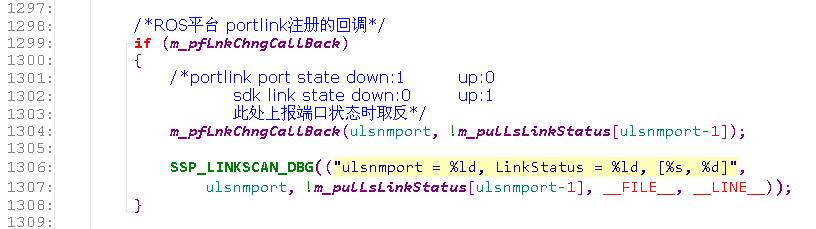 1297:
1298: /*ROS平台 portlink注册的回调*/
1299: if (m_pfLnkChngCallBack)
1300: {
1301: /*portlink port state down:1 up:0
1302: sdk link state down:0 up:1
1303: 此处上报端口状态时取反*/
1304: m_pfLnkChngCallBack(ulsnmport, !m_pulLsLinkStatus[ulsnmport-1]);
1305:
1306: SSP_LINKSCAN_DBG(("ulsnmport = %ld, LinkStatus = %ld, [%s, %d]",
1307: ulsnmport, !m_pulLsLinkStatus[ulsnmport-1], __FILE__, __LINE__));
1308: }
1309: